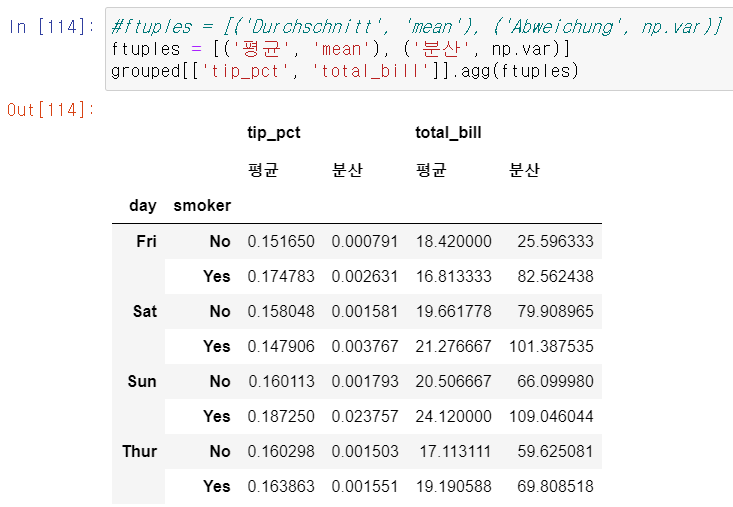 In [114]: #ftuples = [('Durchschnitt', 'mean'), ('Abweichung', np.var)]
ftuples = [('평균', 'mean'), ('분산', np.var)]
grouped[['tip_pct', 'total_bill']].agg(ftuples)
Out[114]:
tip_pct total_bill
평균 분산 평균 분산
day smoker
Fri No 0.151650 0.000791 18.420000 25.596333
Yes 0.174783 0.002631 16.813333 82.562438
Sat No 0.158048 0.001581 19.661778 79.908965
Yes 0.147906 0.003767 21.276667 101.387535
Sun No 0.160113 0.001793 20.506667 66.099980
Yes 0.187250 0.023757 24.120000 109.046044
Thur No 0.160298 0.001503 17.113111 59.625081
Yes 0.163863 0.001551 19.190588 69.808518